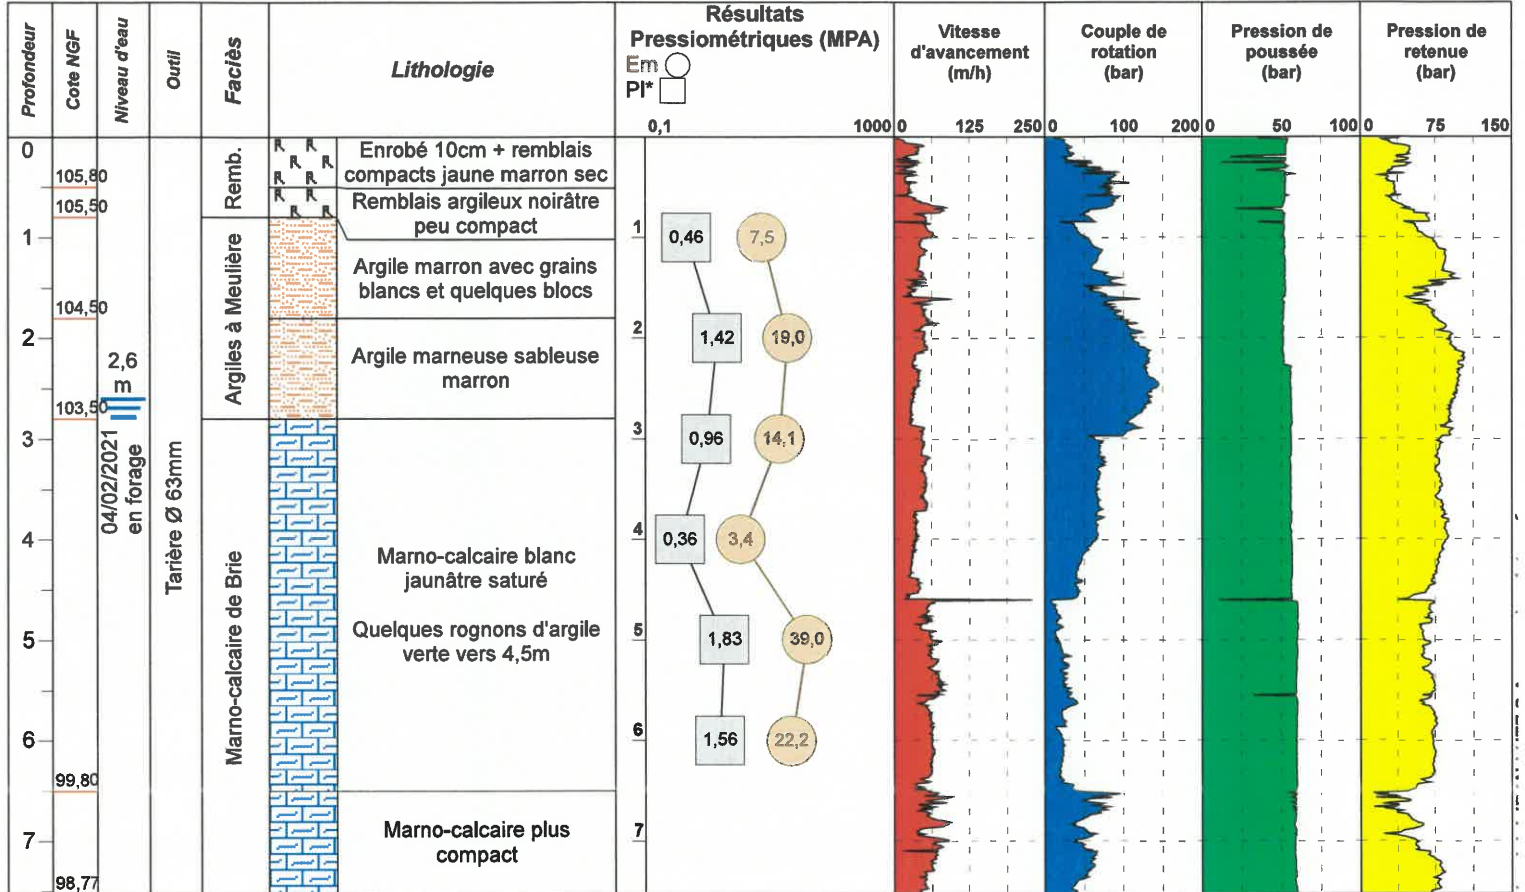 Profondeur
Cote NGF
Niveau d'eau
Outil
Faciès
Lithologie
Résultats
Pressiométriques (MPA)
Em
Pl*
0,1 1000
Vitesse
d'avancement
(m/h)
0 125 250
Couple de
rotation
(bar)
0 100 200
Pression de
poussée
(bar)
0 50 100
Pression de
retenue
(bar)
0 75 150
0
1
2
3
4
5
6
7
105,80
105,50
104,50
103,50
99,80
98,77
2,6
m
04/02/2021
en forage
Tarière Ø 63mm
Remb.
Argiles à Meulière
Marno-calcaire de Brie
R R
R R
R R
R R
R R
Enrobé 10cm + remblais
compacts jaune marron sec
Remblais argileux noirâtre
peu compact
Argile marron avec grains
blancs et quelques blocs
Argile marneuse sableuse
marron
Marno-calcaire blanc
jaunâtre saturé
Quelques rognons d'argile
verte vers 4,5m
Marno-calcaire plus
compact
1 0,46 7,5
2 1,42 19,0
3 0,96 14,1
4 0,36 3,4
5 1,83 39,0
6 1,56 22,2
7